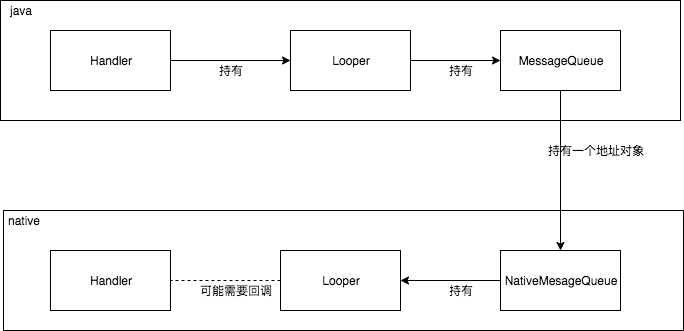 java
Handler
持有
Looper
持有
MessageQueue
持有一个地址对象
native
Handler
可能需要回调
Looper
持有
NativeMesageQueue